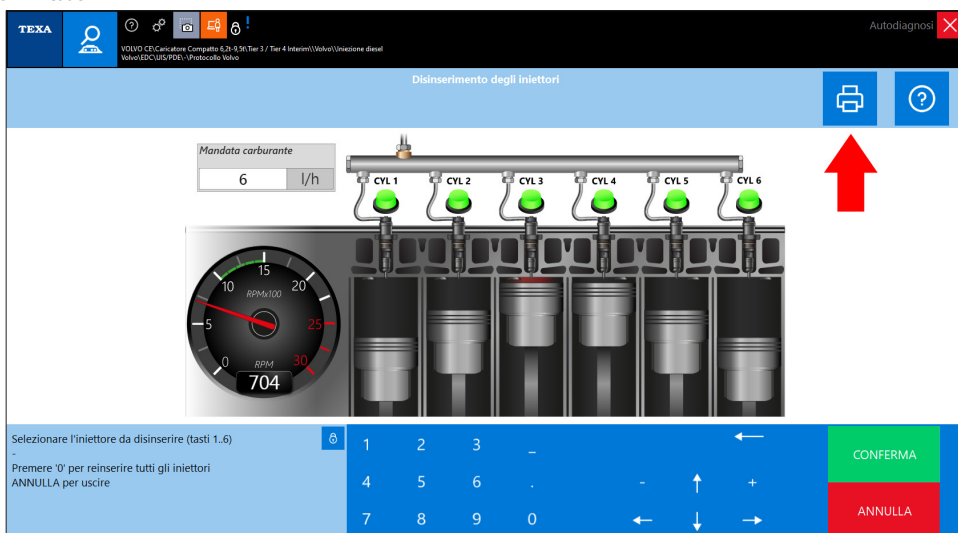 TEXA
Autodiagnosi
VOLVO CE\Caricatore Compatto 6,2t-9,5t\Tier 3 / Tier 4 Interim\\Volvo\\Iniezione diesel
Volvo\EDC\UIS/PDE\-\Protocollo Volvo
Disinserimento degli iniettori
Mandata carburante
6 l/h
CYL 1 CYL 2 CYL 3 CYL 4 CYL 5 CYL 6
0
5
10
15
20
25
30
RPMx100
RPM
704
Selezionare l'iniettore da disinserire (tasti 1..6)
-
Premere '0' per reinserire tutti gli iniettori
ANNULLA per uscire
1 2 3 _ ←
4 5 6 . - ↑ +
7 8 9 0 ← ↓ →
CONFERMA
ANNULLA